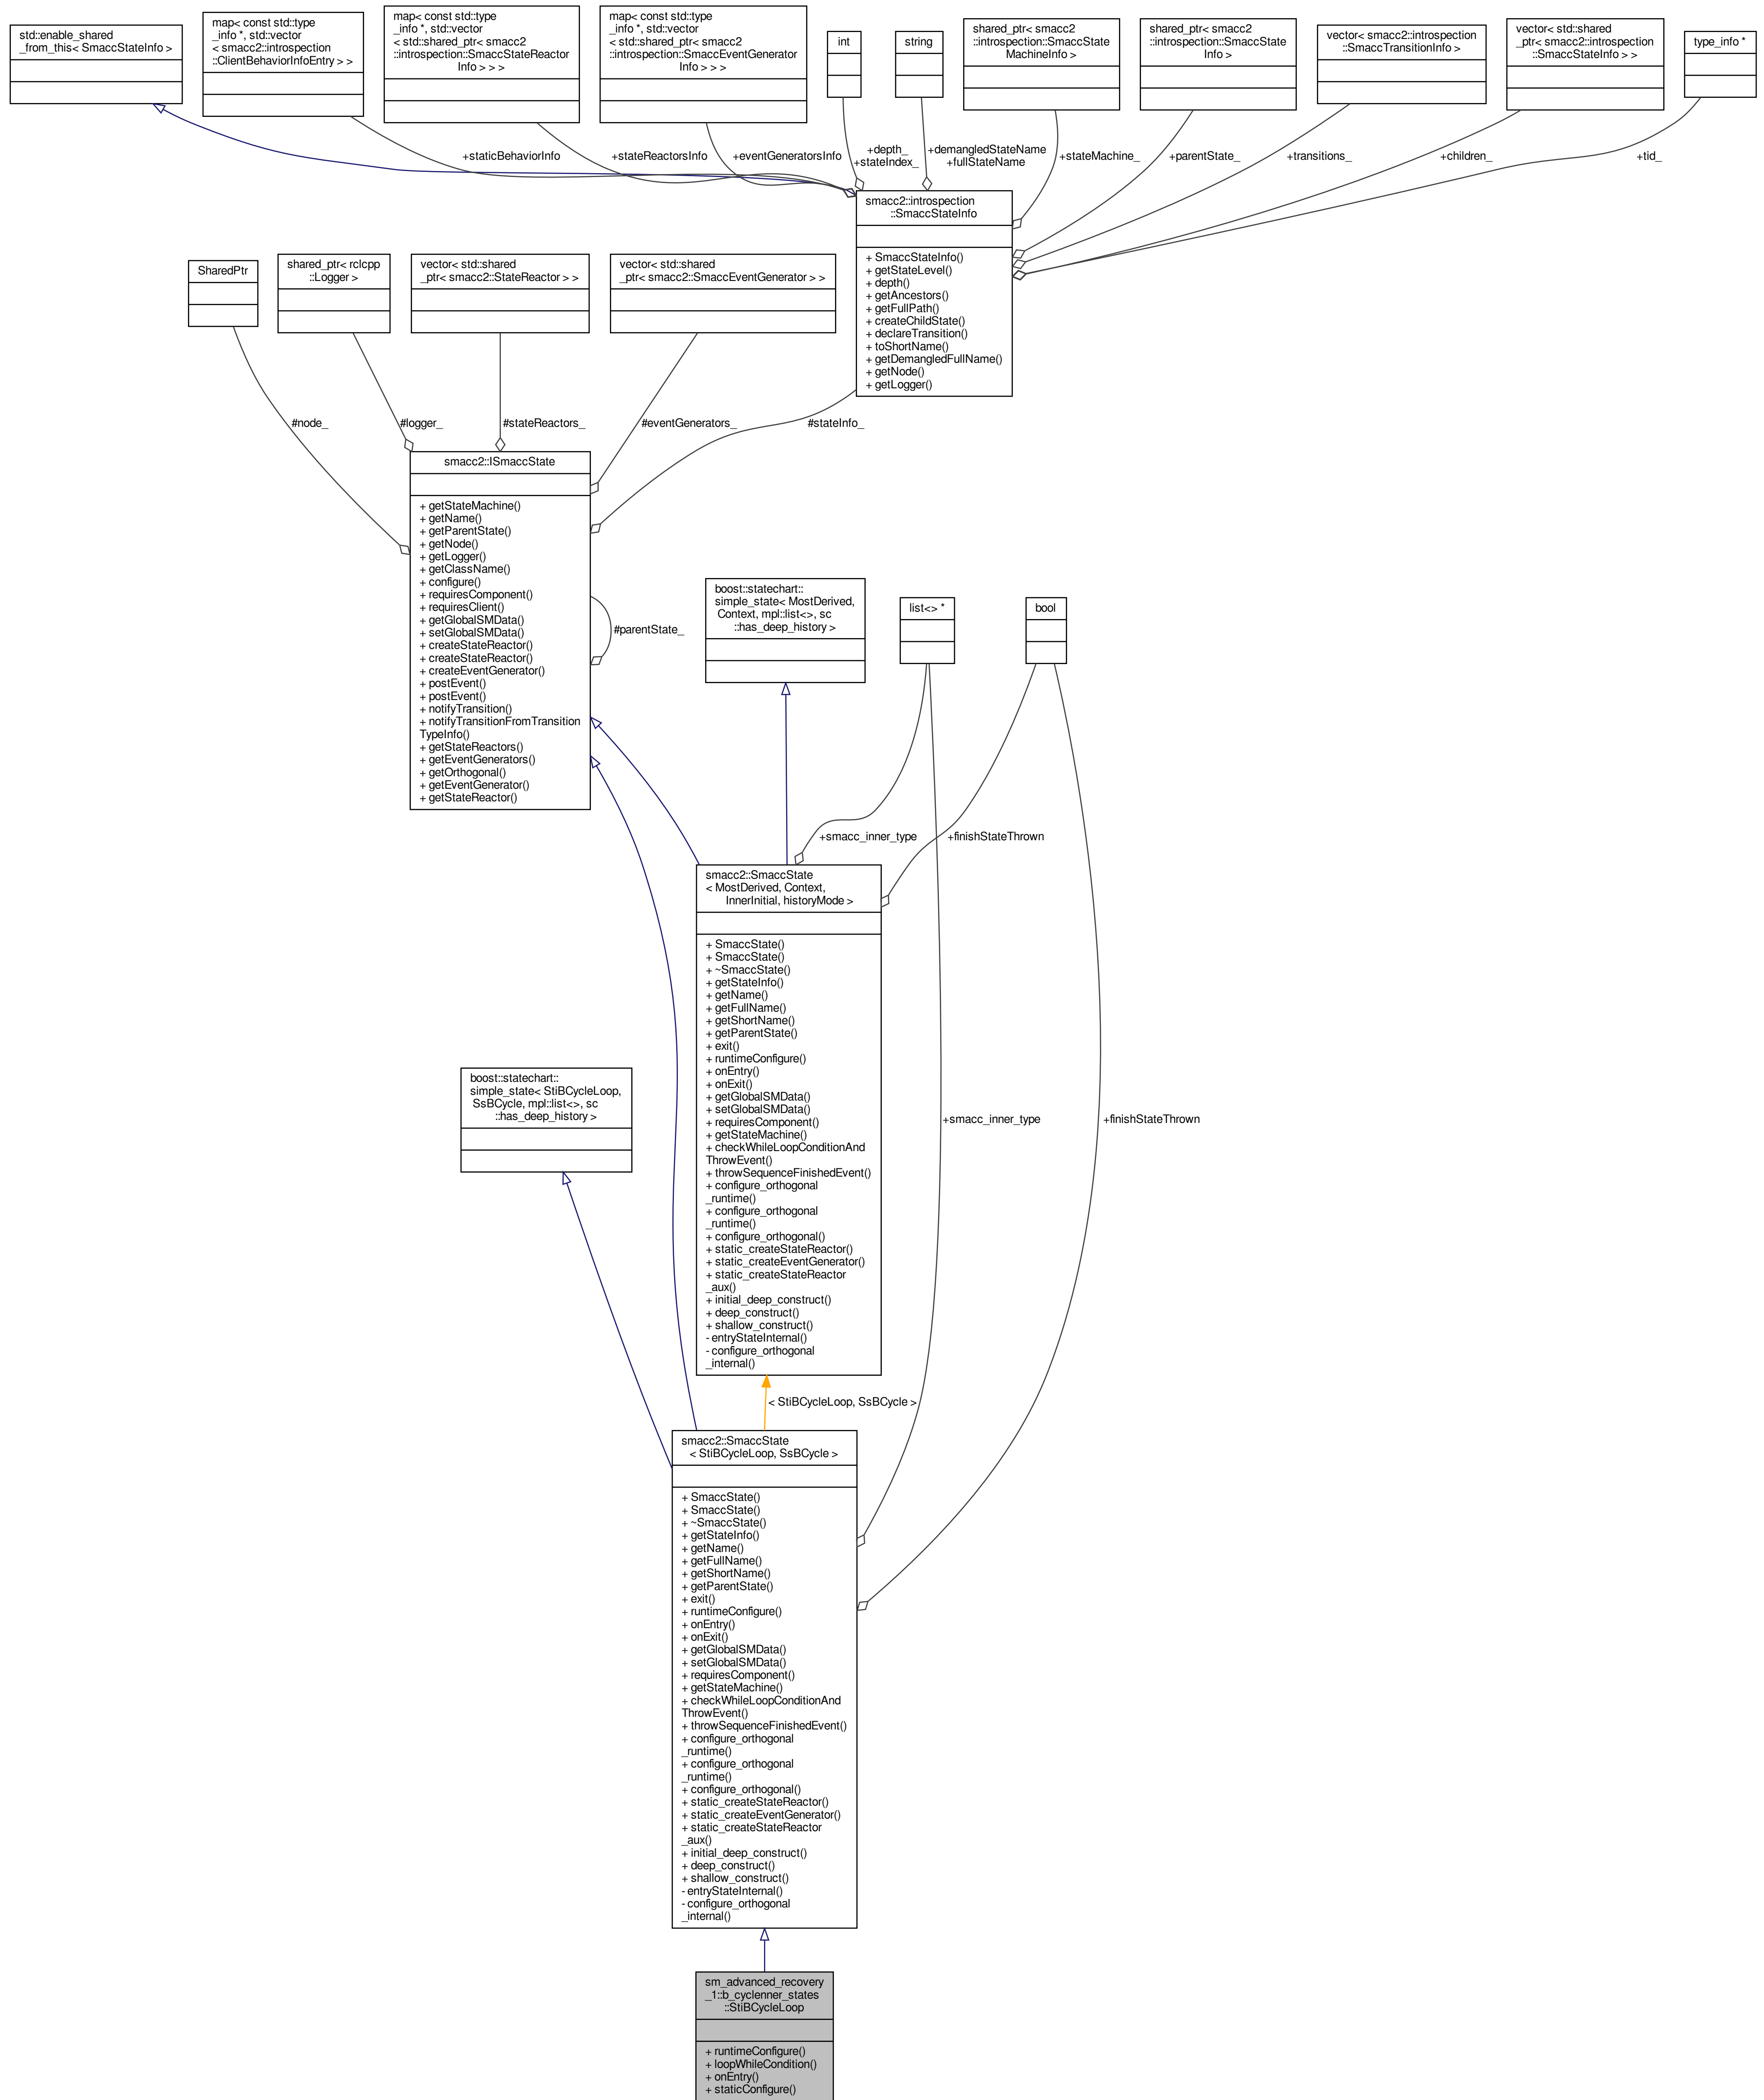 std::enable_shared
_from_this< SmaccStateInfo >
map< const std::type
_info *, std::vector
< smacc2::introspection
::ClientBehaviorInfoEntry > >
map< const std::type
_info *, std::vector
< std::shared_ptr< smacc2
::introspection::SmaccStateReactor
Info > > >
map< const std::type
_info *, std::vector
< std::shared_ptr< smacc2
::introspection::SmaccEventGenerator
Info > > >
int
string
shared_ptr< smacc2
::introspection::SmaccState
MachineInfo >
shared_ptr< smacc2
::introspection::SmaccState
Info >
vector< smacc2::introspection
::SmaccTransitionInfo >
vector< std::shared
_ptr< smacc2::introspection
::SmaccStateInfo > >
type_info *
+staticBehaviorInfo
+stateReactorsInfo
+eventGeneratorsInfo
+depth_
+stateIndex_
+demangledStateName
+fullStateName
+stateMachine_
+parentState_
+transitions_
+children_
+tid_
smacc2::introspection
::SmaccStateInfo
+ SmaccStateInfo()
+ getStateLevel()
+ depth()
+ getAncestors()
+ getFullPath()
+ createChildState()
+ declareTransition()
+ toShortName()
+ getDemangledFullName()
+ getNode()
+ getLogger()
SharedPtr
shared_ptr< rclcpp
::Logger >
vector< std::shared
_ptr< smacc2::StateReactor > >
vector< std::shared
_ptr< smacc2::SmaccEventGenerator > >
#node_
#logger_
#stateReactors_
#eventGenerators_
#stateInfo_
smacc2::ISmaccState
+ getStateMachine()
+ getName()
+ getParentState()
+ getNode()
+ getLogger()
+ getClassName()
+ configure()
+ requiresComponent()
+ requiresClient()
+ getGlobalSMData()
+ setGlobalSMData()
+ createStateReactor()
+ createStateReactor()
+ createEventGenerator()
+ postEvent()
+ postEvent()
+ notifyTransition()
+ notifyTransitionFromTransition
TypeInfo()
+ getStateReactors()
+ getEventGenerators()
+ getOrthogonal()
+ getEventGenerator()
+ getStateReactor()
#parentState_
boost::statechart::
simple_state< MostDerived,
Context, mpl::list<>, sc
::has_deep_history >
list<> *
bool
+smacc_inner_type
+finishStateThrown
smacc2::SmaccState
< MostDerived, Context,
InnerInitial, historyMode >
+ SmaccState()
+ SmaccState()
+ ~SmaccState()
+ getStateInfo()
+ getName()
+ getFullName()
+ getShortName()
+ getParentState()
+ exit()
+ runtimeConfigure()
+ onEntry()
+ onExit()
+ getGlobalSMData()
+ setGlobalSMData()
+ requiresComponent()
+ getStateMachine()
+ checkWhileLoopConditionAnd
ThrowEvent()
+ throwSequenceFinishedEvent()
+ configure_orthogonal
_runtime()
+ configure_orthogonal
_runtime()
+ configure_orthogonal()
+ static_createStateReactor()
+ static_createEventGenerator()
+ static_createStateReactor
_aux()
+ initial_deep_construct()
+ deep_construct()
+ shallow_construct()
- entryStateInternal()
- configure_orthogonal
_internal()
boost::statechart::
simple_state< StiBCycleLoop,
SsBCycle, mpl::list<>, sc
::has_deep_history >
+smacc_inner_type
+finishStateThrown
< StiBCycleLoop, SsBCycle >
smacc2::SmaccState
< StiBCycleLoop, SsBCycle >
+ SmaccState()
+ SmaccState()
+ ~SmaccState()
+ getStateInfo()
+ getName()
+ getFullName()
+ getShortName()
+ getParentState()
+ exit()
+ runtimeConfigure()
+ onEntry()
+ onExit()
+ getGlobalSMData()
+ setGlobalSMData()
+ requiresComponent()
+ getStateMachine()
+ checkWhileLoopConditionAnd
ThrowEvent()
+ throwSequenceFinishedEvent()
+ configure_orthogonal
_runtime()
+ configure_orthogonal
_runtime()
+ configure_orthogonal()
+ static_createStateReactor()
+ static_createEventGenerator()
+ static_createStateReactor
_aux()
+ initial_deep_construct()
+ deep_construct()
+ shallow_construct()
- entryStateInternal()
- configure_orthogonal
_internal()
sm_advanced_recovery
_1::b_cyclenner_states
::StiBCycleLoop
+ runtimeConfigure()
+ loopWhileCondition()
+ onEntry()
+ staticConfigure()